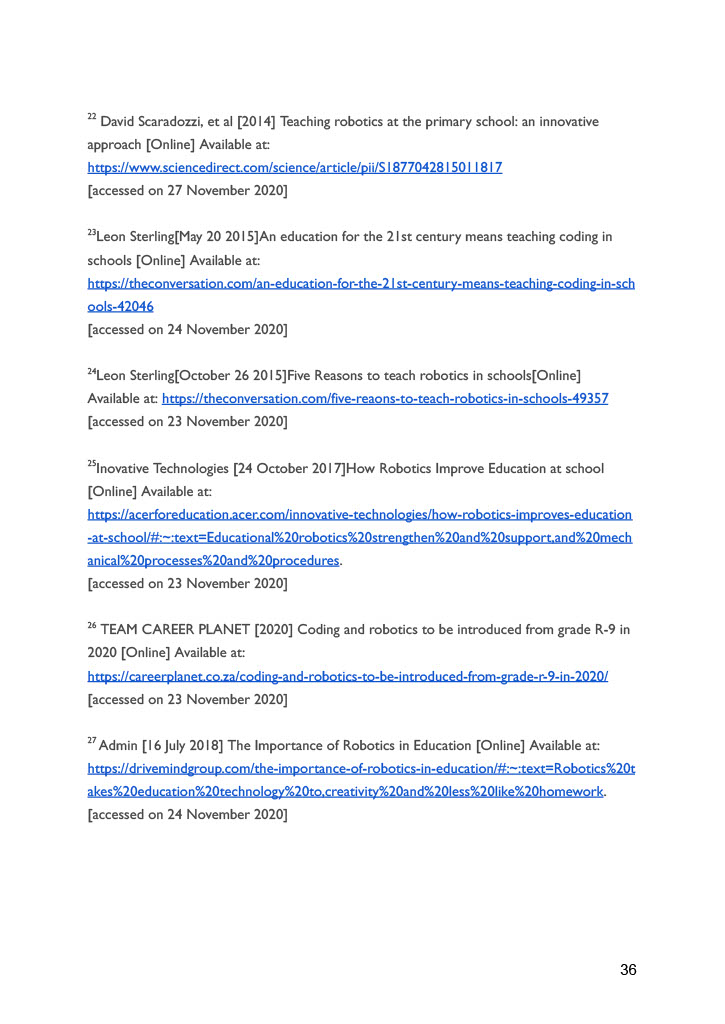 22 David Scaradozzi, et al [2014] Teaching robotics at the primary school: an innovative
approach [Online] Available at:
https://www.sciencedirect.com/science/article/pii/S1877042815011817
[accessed on 27 November 2020]
23Leon Sterling[May 20 2015]An education for the 21st century means teaching coding in
schools [Online] Available at:
https://theconversation.com/an-education-for-the-21st-century-means-teaching-coding-in-sch
ools-42046
[accessed on 24 November 2020]
24Leon Sterling[October 26 2015]Five Reasons to teach robotics in schools[Online]
Available at: https://theconversation.com/five-reaons-to-teach-robotics-in-schools-49357
[accessed on 23 November 2020]
25Inovative Technologies [24 October 2017]How Robotics Improve Education at school
[Online] Available at:
https://acerforeducation.acer.com/innovative-technologies/how-robotics-improves-education
-at-school/#:~:text=Educational%20robotics%20strengthen%20and%20support,and%20mech
anical%20processes%20and%20procedures.
[accessed on 23 November 2020]
26 TEAM CAREER PLANET [2020] Coding and robotics to be introduced from grade R-9 in
2020 [Online] Available at:
https://careerplanet.co.za/coding-and-robotics-to-be-introduced-from-grade-r-9-in-2020/
[accessed on 23 November 2020]
27 Admin [16 July 2018] The Importance of Robotics in Education [Online] Available at:
https://drivemindgroup.com/the-importance-of-robotics-in-education/#:~:text=Robotics%20t
akes%20education%20technology%20to,creativity%20and%20less%20like%20homework.
[accessed on 24 November 2020]
36